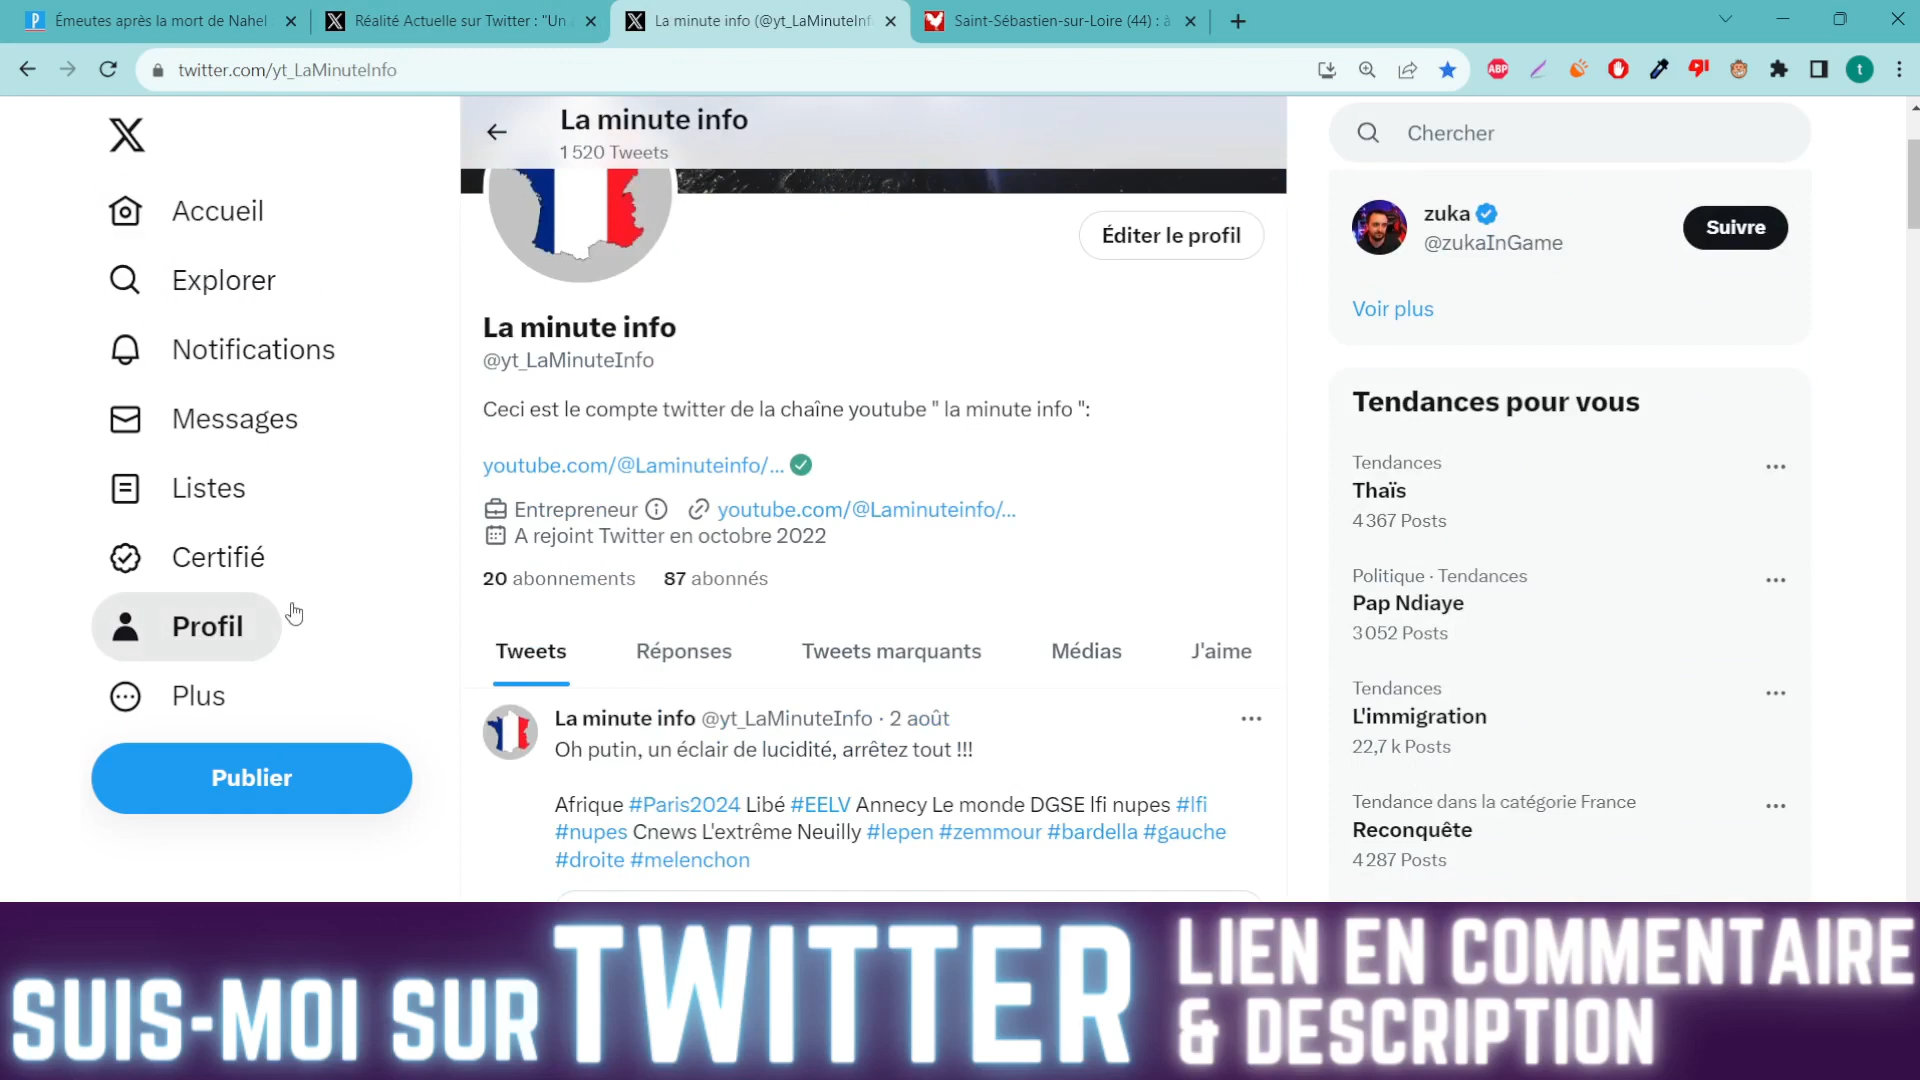 Émeutes après la mort de Nahel
Réalité Actuelle sur Twitter : "Un
La minute info (@yt_LaMinuteInf
Saint-Sébastien-sur-Loire (44) : à
twitter.com/yt_LaMinuteInfo
ABP
t
La minute info
1 520 Tweets
Chercher
Accueil
Explorer
Notifications
Messages
Listes
Certifié
Profil
Plus
Publier
Éditer le profil
La minute info
@yt_LaMinuteInfo
Ceci est le compte twitter de la chaîne youtube " la minute info ":
youtube.com/@Laminuteinfo/...
Entrepreneur youtube.com/@Laminuteinfo/...
A rejoint Twitter en octobre 2022
20 abonnements 87 abonnés
Tweets Réponses Tweets marquants Médias J'aime
La minute info @yt_LaMinuteInfo · 2 août
Oh putin, un éclair de lucidité, arrêtez tout !!!
Afrique #Paris2024 Libé #EELV Annecy Le monde DGSE lfi nupes #lfi
#nupes Cnews L'extrême Neuilly #lepen #zemmour #bardella #gauche
#droite #melenchon
zuka
@zukaInGame
Suivre
Voir plus
Tendances pour vous
Tendances
Thaïs
4 367 Posts
Politique · Tendances
Pap Ndiaye
3 052 Posts
Tendances
L'immigration
22,7 k Posts
Tendance dans la catégorie France
Reconquête
4 287 Posts
SUIS-MOI SUR TWITTER LIEN EN COMMENTAIRE
& DESCRIPTION